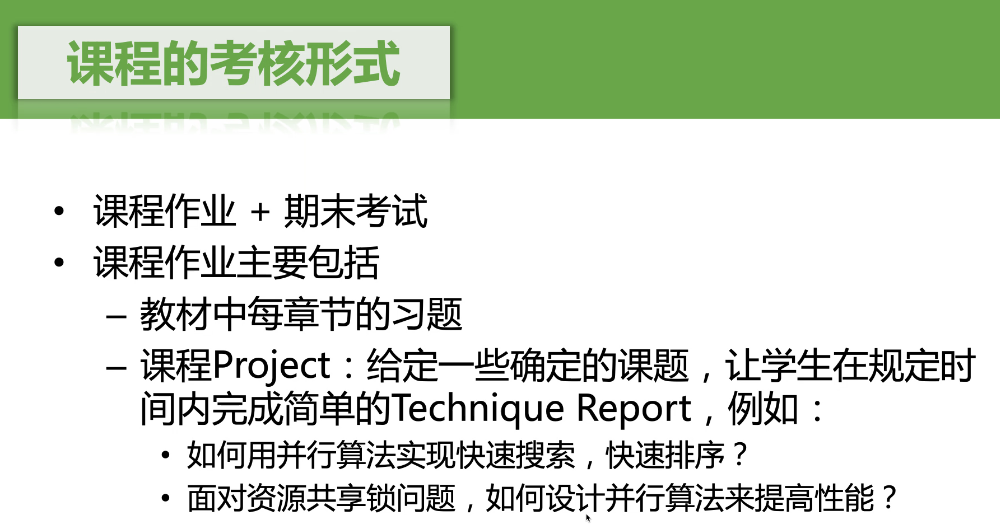 课程的考核形式
• 课程作业 + 期末考试
• 课程作业主要包括
– 教材中每章节的习题
– 课程Project：给定一些确定的课题，让学生在规定时
间内完成简单的Technique Report，例如：
• 如何用并行算法实现快速搜索，快速排序？
• 面对资源共享锁问题，如何设计并行算法来提高性能？